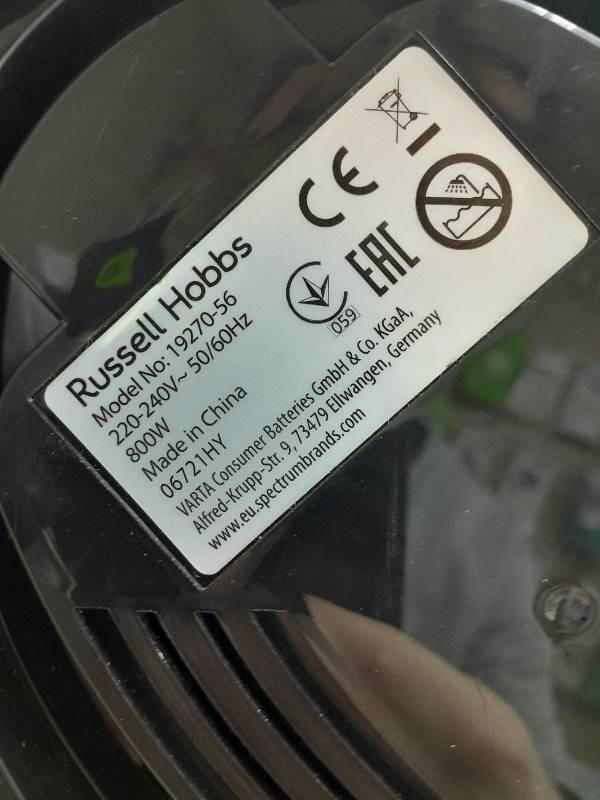 Russell Hobbs
Model No: 19270-56
220-240V~ 50/60Hz
800W
Made in China
06721HY
VARTA Consumer Batteries GmbH & Co. KGaA,
Alfred-Krupp-Str. 9, 73479 Ellwangen, Germany
www.eu.spectrumbrands.com
CE
EAC
059